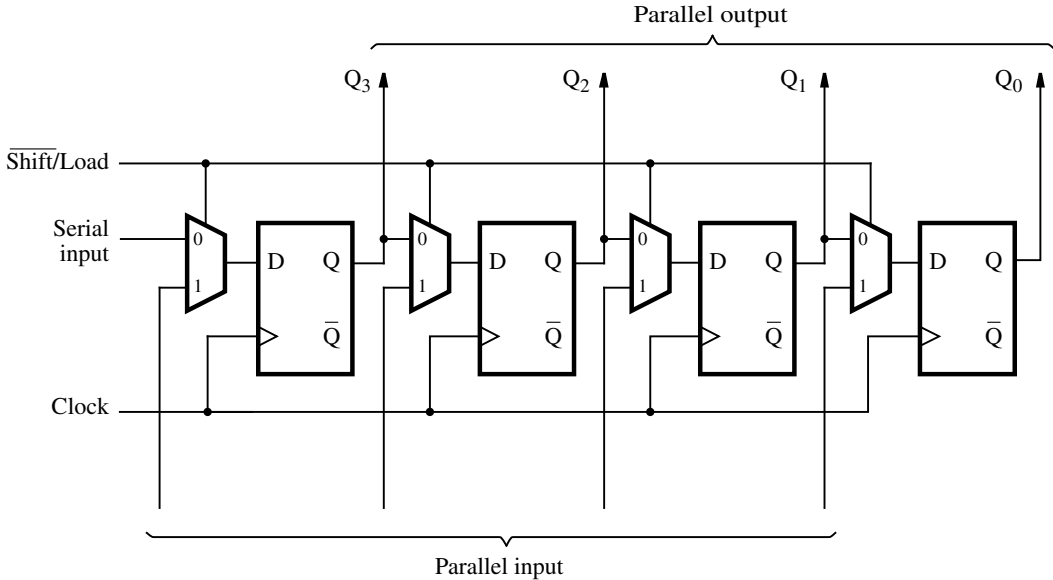 Parallel output
Q₃ Q₂ Q₁ Q₀
S̅h̅i̅f̅t̅/Load
Serial
input
0 0 0 0
D Q D Q D Q D Q
1 1 1 1
Q̅ Q̅ Q̅ Q̅
Clock
Parallel input